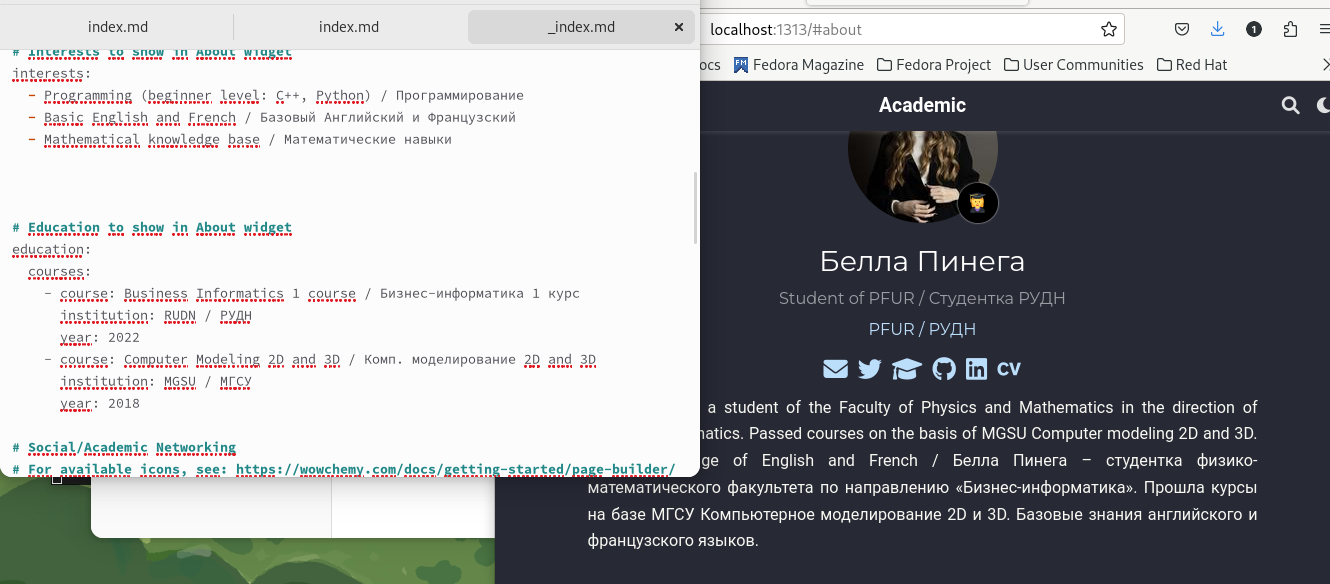 index.md
index.md
_index.md
# Interests to show in About widget
interests:
- Programming (beginner level: C++, Python) / Программирование
- Basic English and French / Базовый Английский и Французский
- Mathematical knowledge base / Математические навыки
# Education to show in About widget
education:
courses:
- course: Business Informatics 1 course / Бизнес-информатика 1 курс
institution: RUDN / РУДН
year: 2022
- course: Computer Modeling 2D and 3D / Комп. моделирование 2D and 3D
institution: MGSU / МГСУ
year: 2018
# Social/Academic Networking
# For available icons, see: https://wowchemy.com/docs/getting-started/page-builder/
localhost:1313/#about
1
ocs
Fedora Magazine
Fedora Project
User Communities
Red Hat
Academic
Белла Пинега
Student of PFUR / Студентка РУДН
PFUR / РУДН
CV
a student of the Faculty of Physics and Mathematics in the direction of
natics. Passed courses on the basis of MGSU Computer modeling 2D and 3D.
ge of English and French / Белла Пинега – студентка физико-
математического факультета по направлению «Бизнес-информатика». Прошла курсы
на базе МГСУ Компьютерное моделирование 2D и 3D. Базовые знания английского и
французского языков.